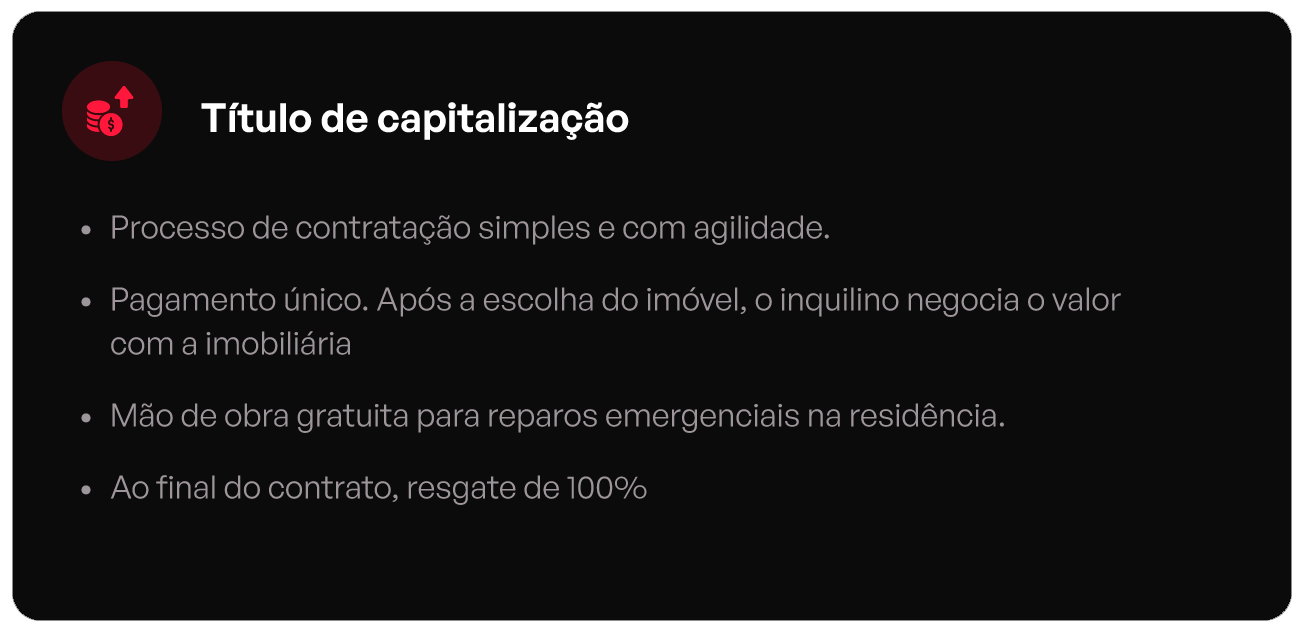 Título de capitalização
• Processo de contratação simples e com agilidade.
• Pagamento único. Após a escolha do imóvel, o inquilino negocia o valor
com a imobiliária
• Mão de obra gratuita para reparos emergenciais na residência.
• Ao final do contrato, resgate de 100%